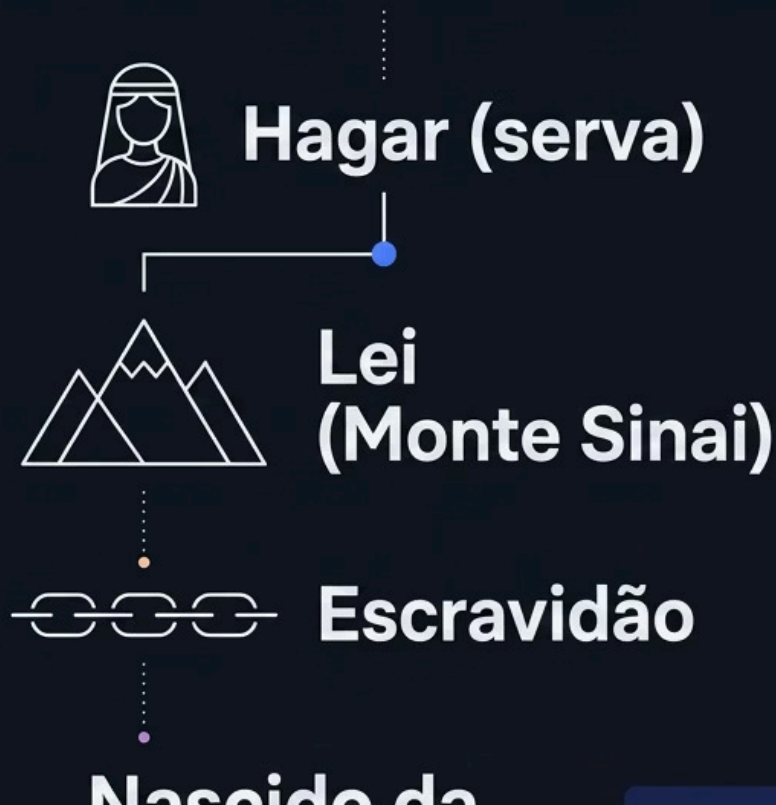 Hagar (serva)
Lei
(Monte Sinai)
Escravidão
Nascido da